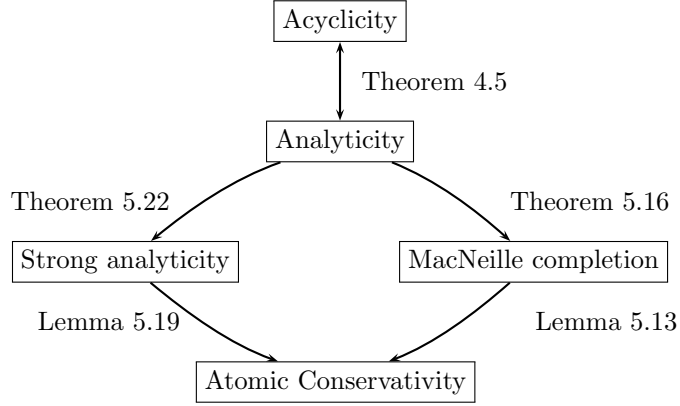 Acyclicity
Theorem 4.5
Analyticity
Theorem 5.22
Theorem 5.16
Strong analyticity
MacNeille completion
Lemma 5.19
Lemma 5.13
Atomic Conservativity